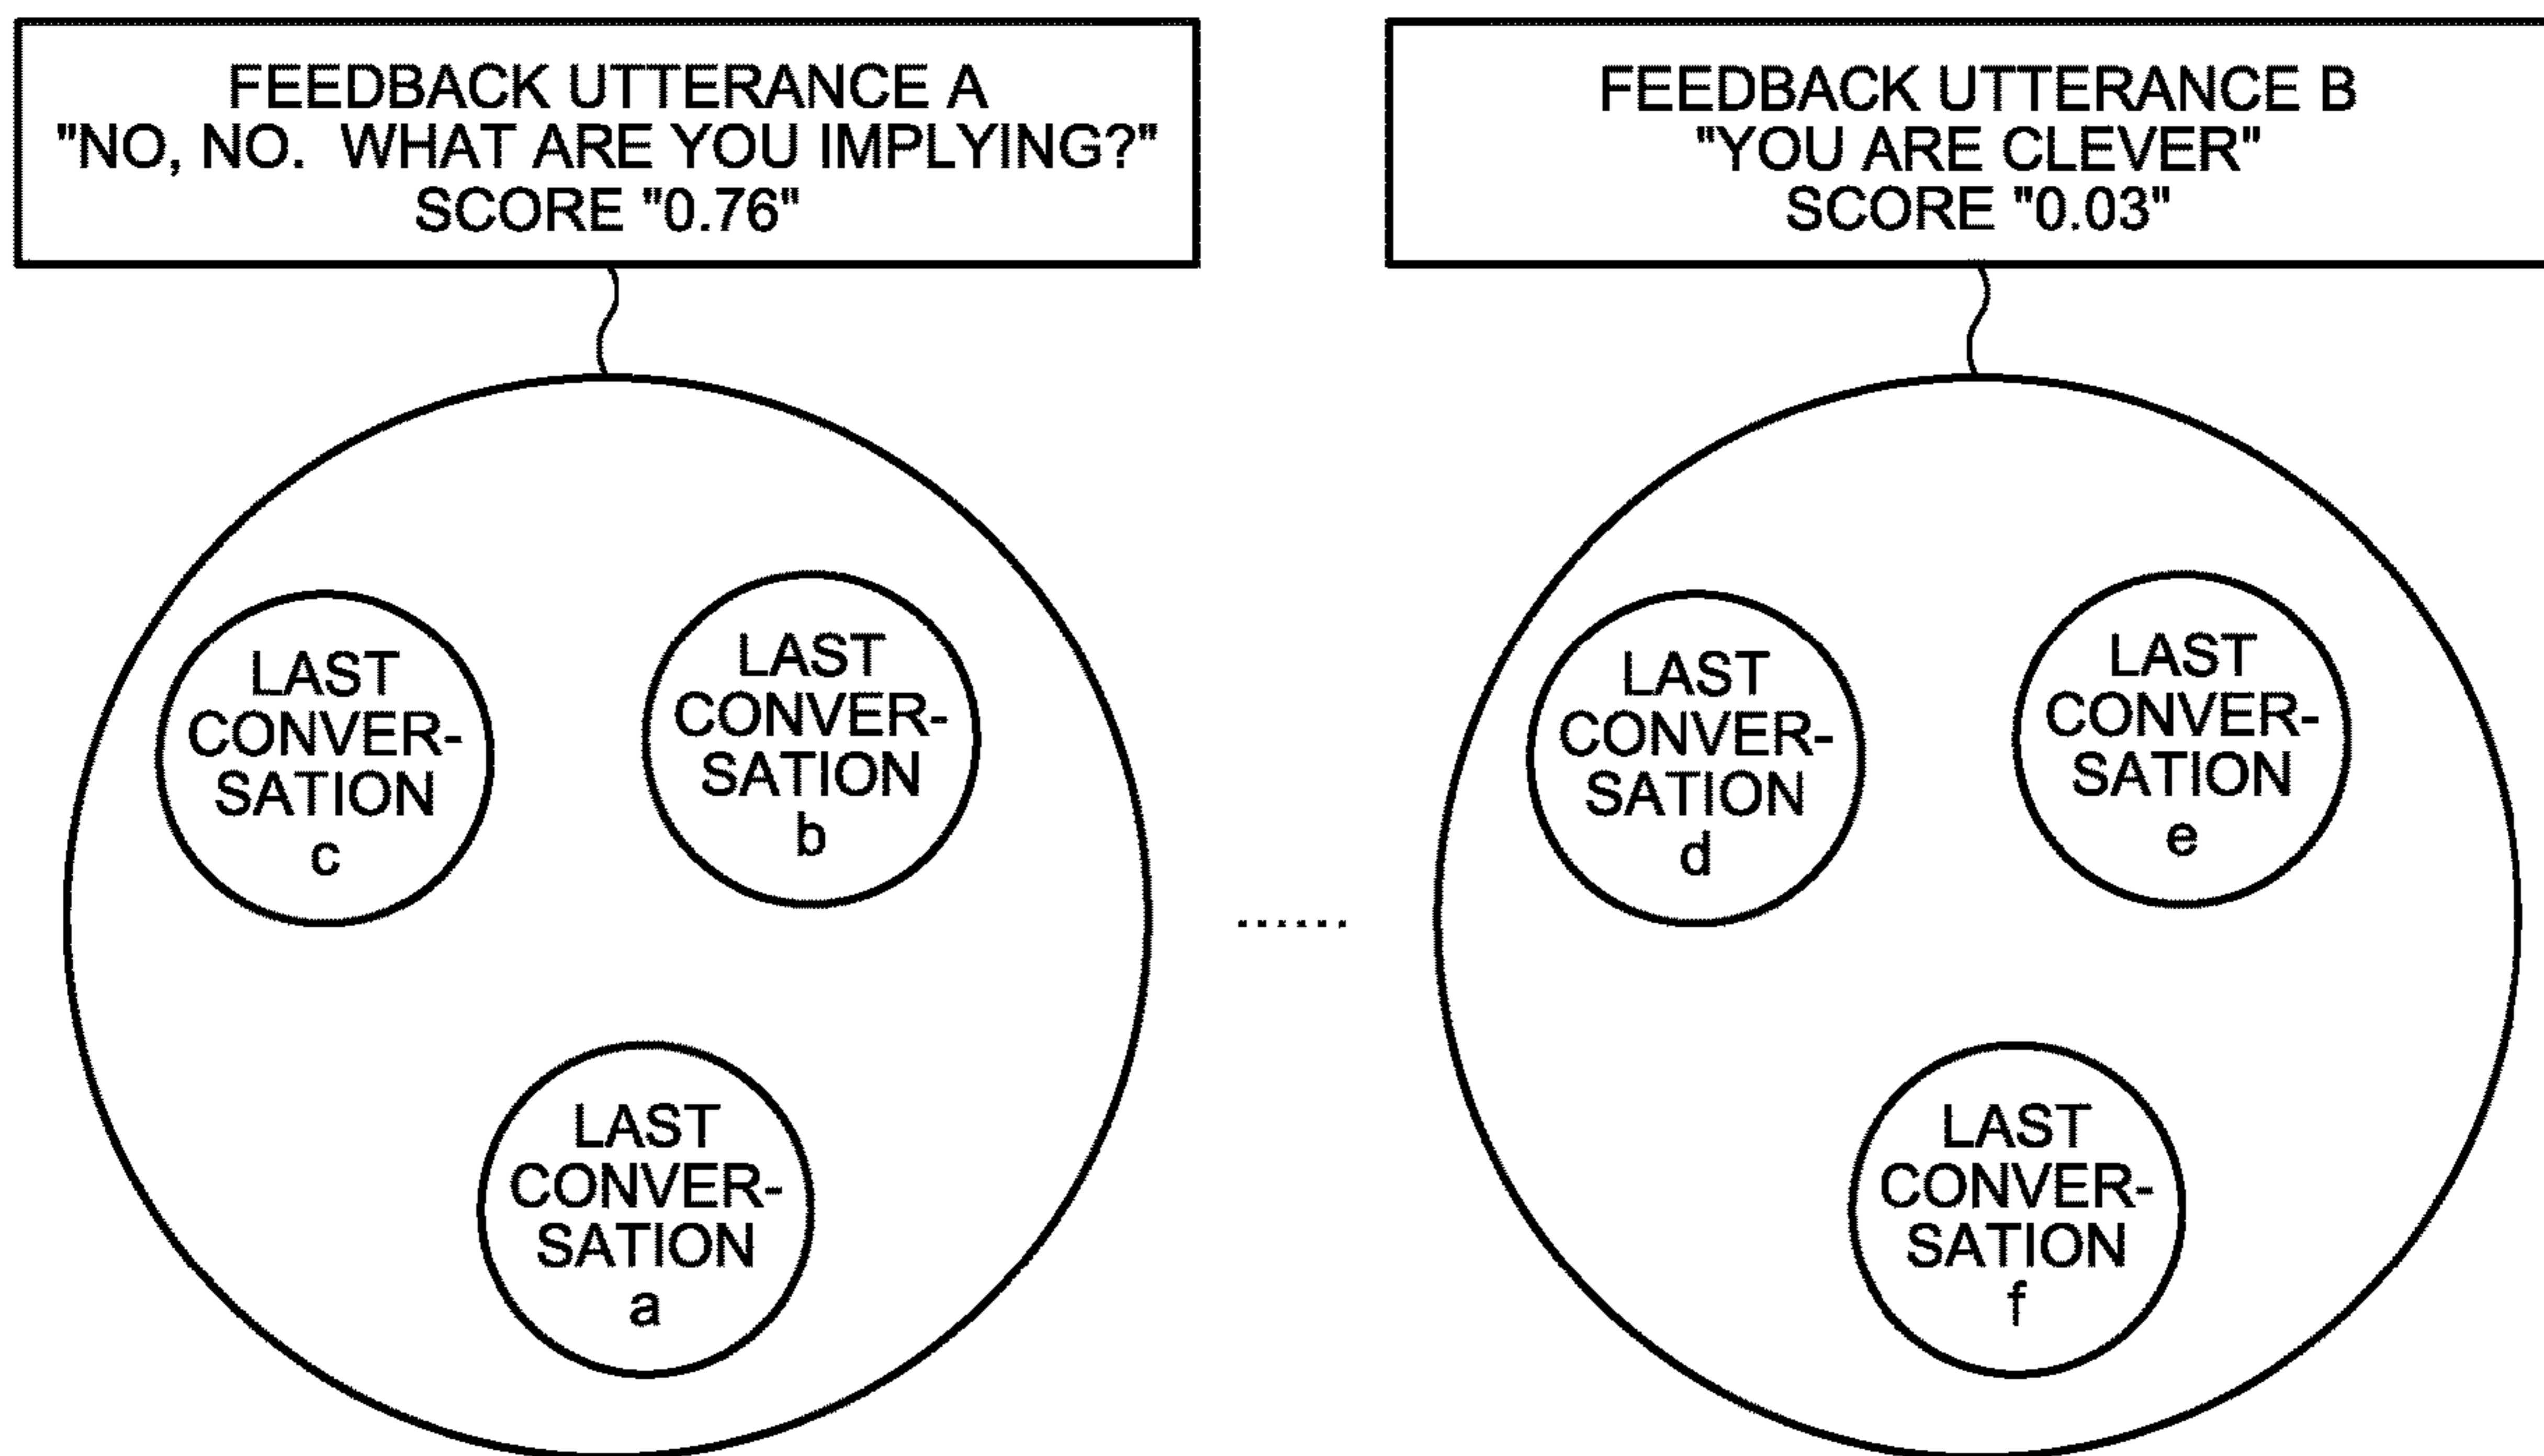 FEEDBACK UTTERANCE A
"NO, NO. WHAT ARE YOU IMPLYING?"
SCORE "0.76"
FEEDBACK UTTERANCE B
"YOU ARE CLEVER"
SCORE "0.03"
LAST
CONVER-
SATION
c
LAST
CONVER-
SATION
b
LAST
CONVER-
SATION
a
......
LAST
CONVER-
SATION
d
LAST
CONVER-
SATION
e
LAST
CONVER-
SATION
f